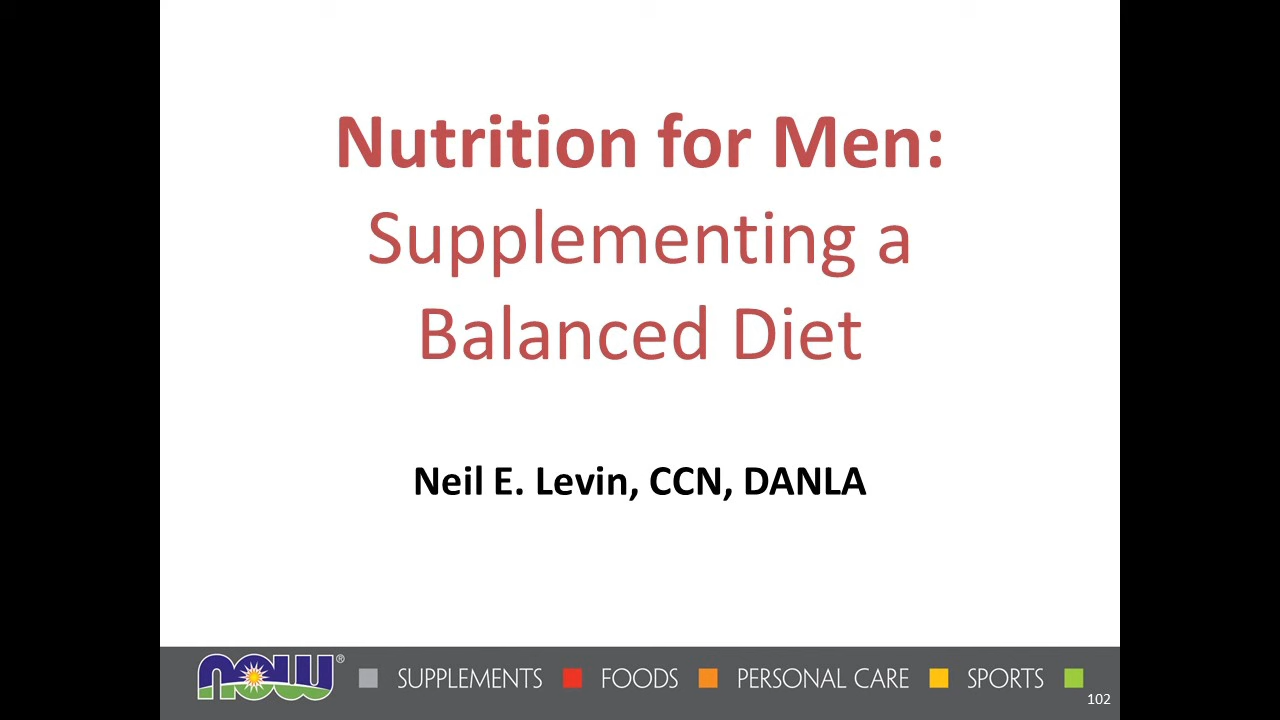 Nutrition for Men:
Supplementing a
Balanced Diet
Neil E. Levin, CCN, DANLA
now® SUPPLEMENTS FOODS PERSONAL CARE SPORTS
102